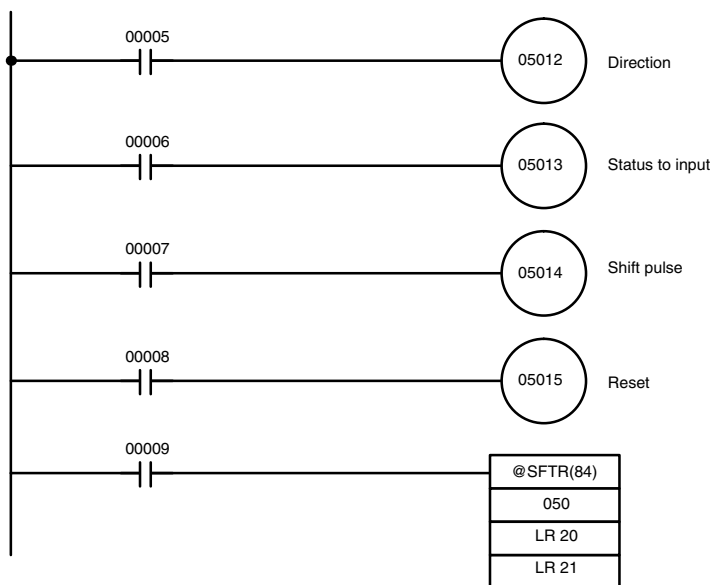 00005
05012
Direction
00006
05013
Status to input
00007
05014
Shift pulse
00008
05015
Reset
00009
@SFTR(84)
050
LR 20
LR 21